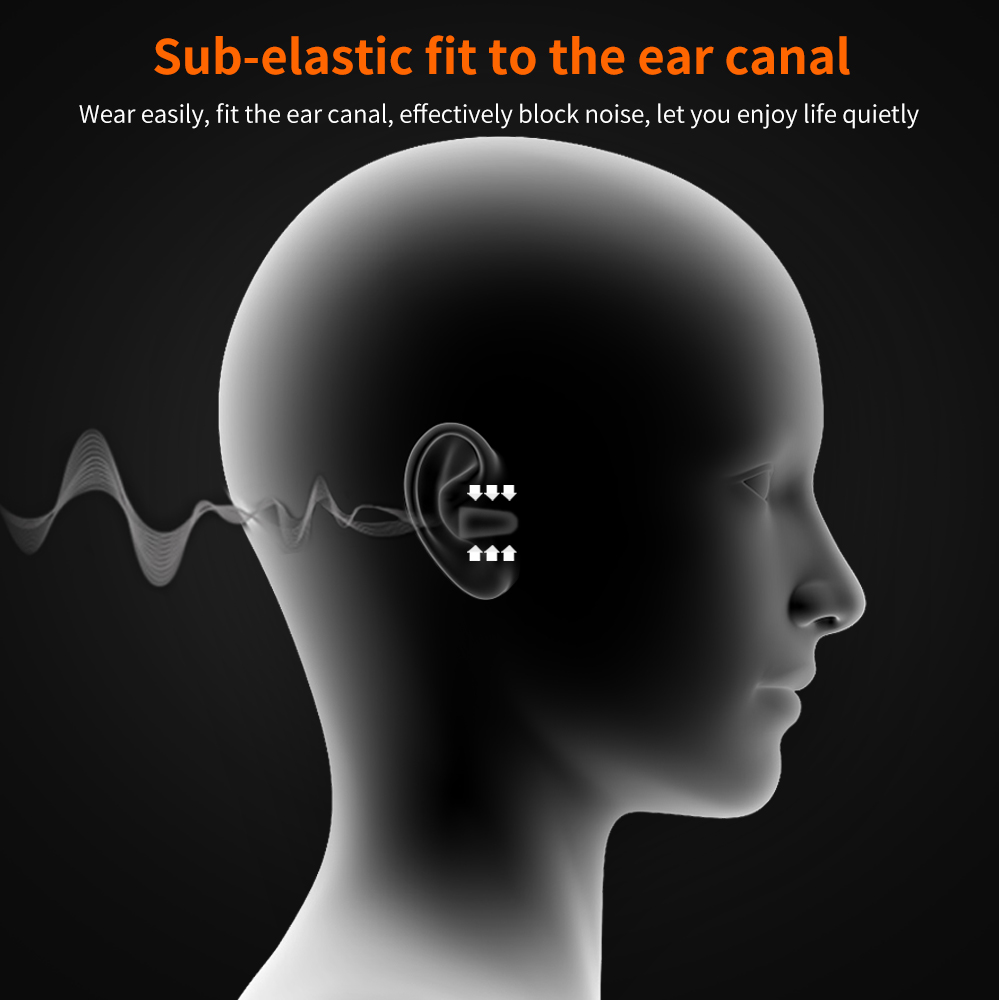 Sub-elastic fit to the ear canal
Wear easily, fit the ear canal, effectively block noise, let you enjoy life quietly